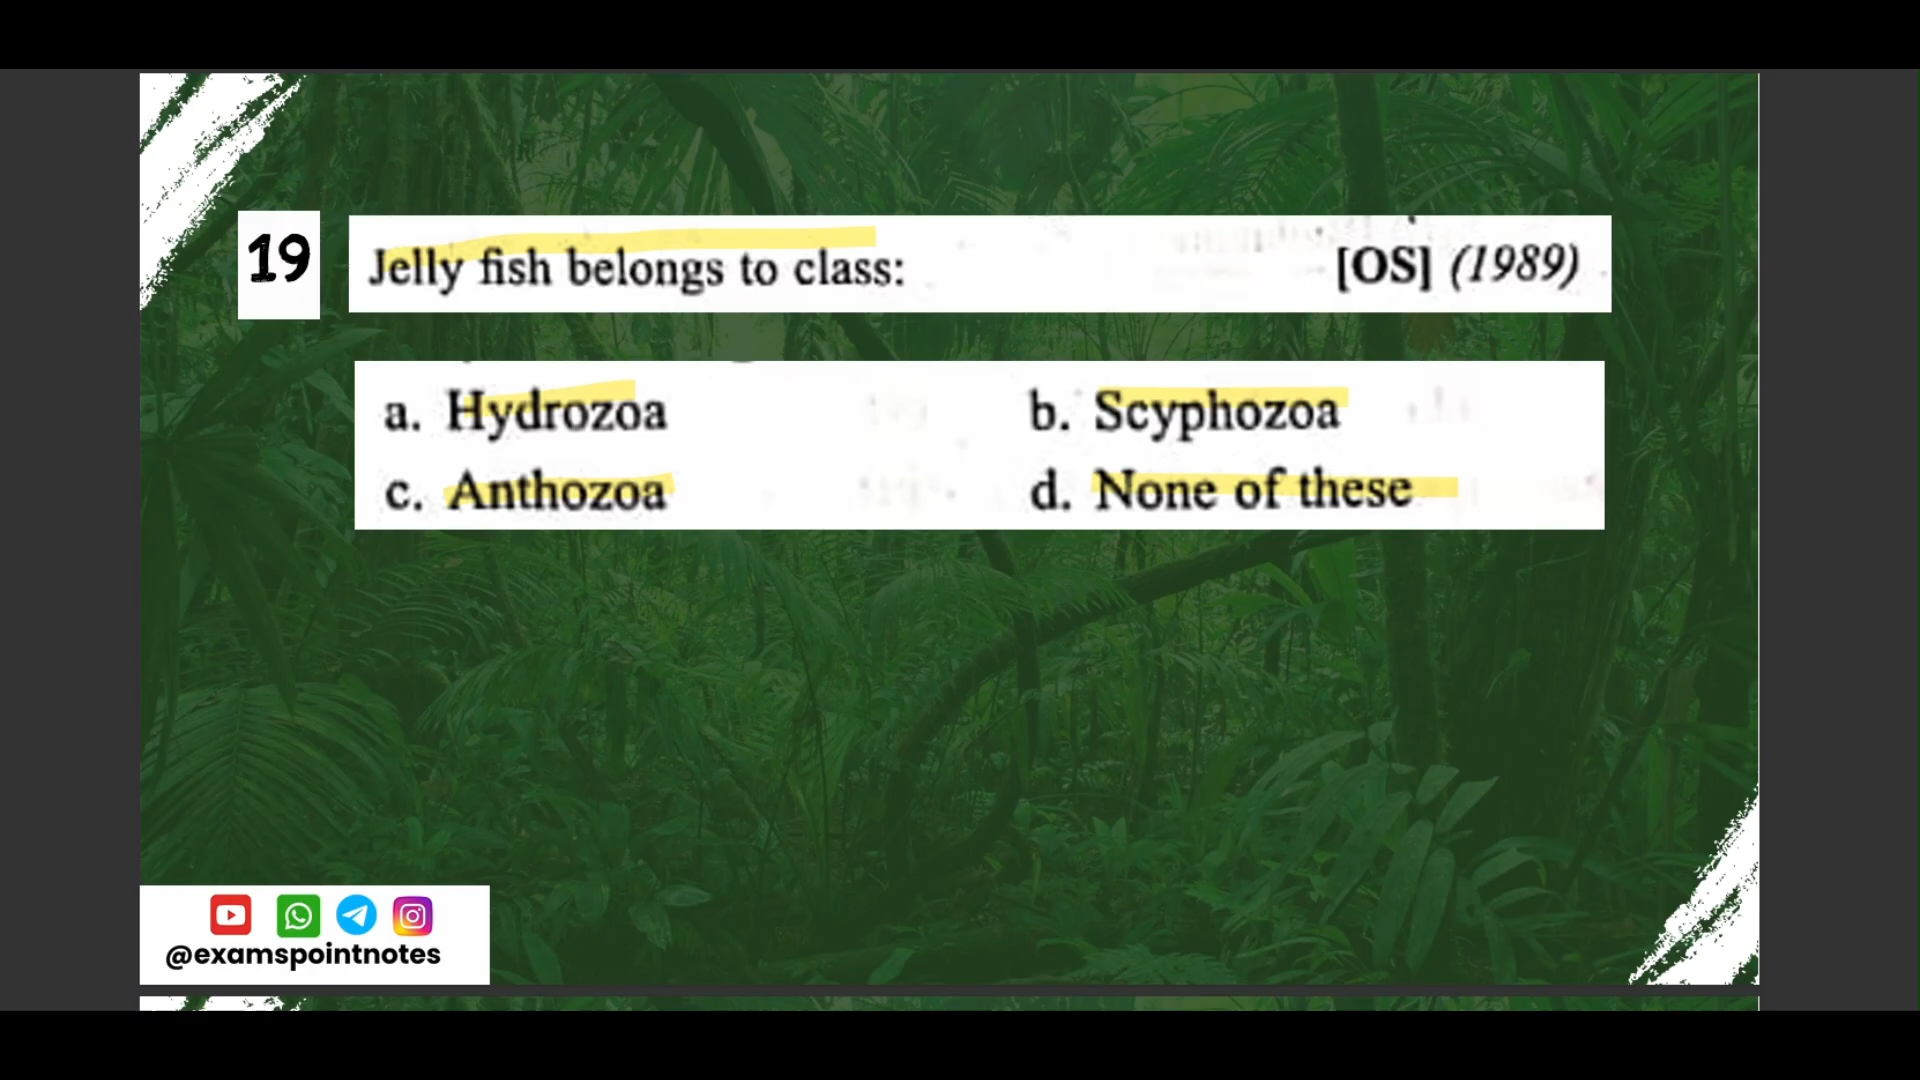 19
Jelly fish belongs to class: [OS] (1989)
a. Hydrozoa b. Scyphozoa
c. Anthozoa d. None of these
@examspointnotes